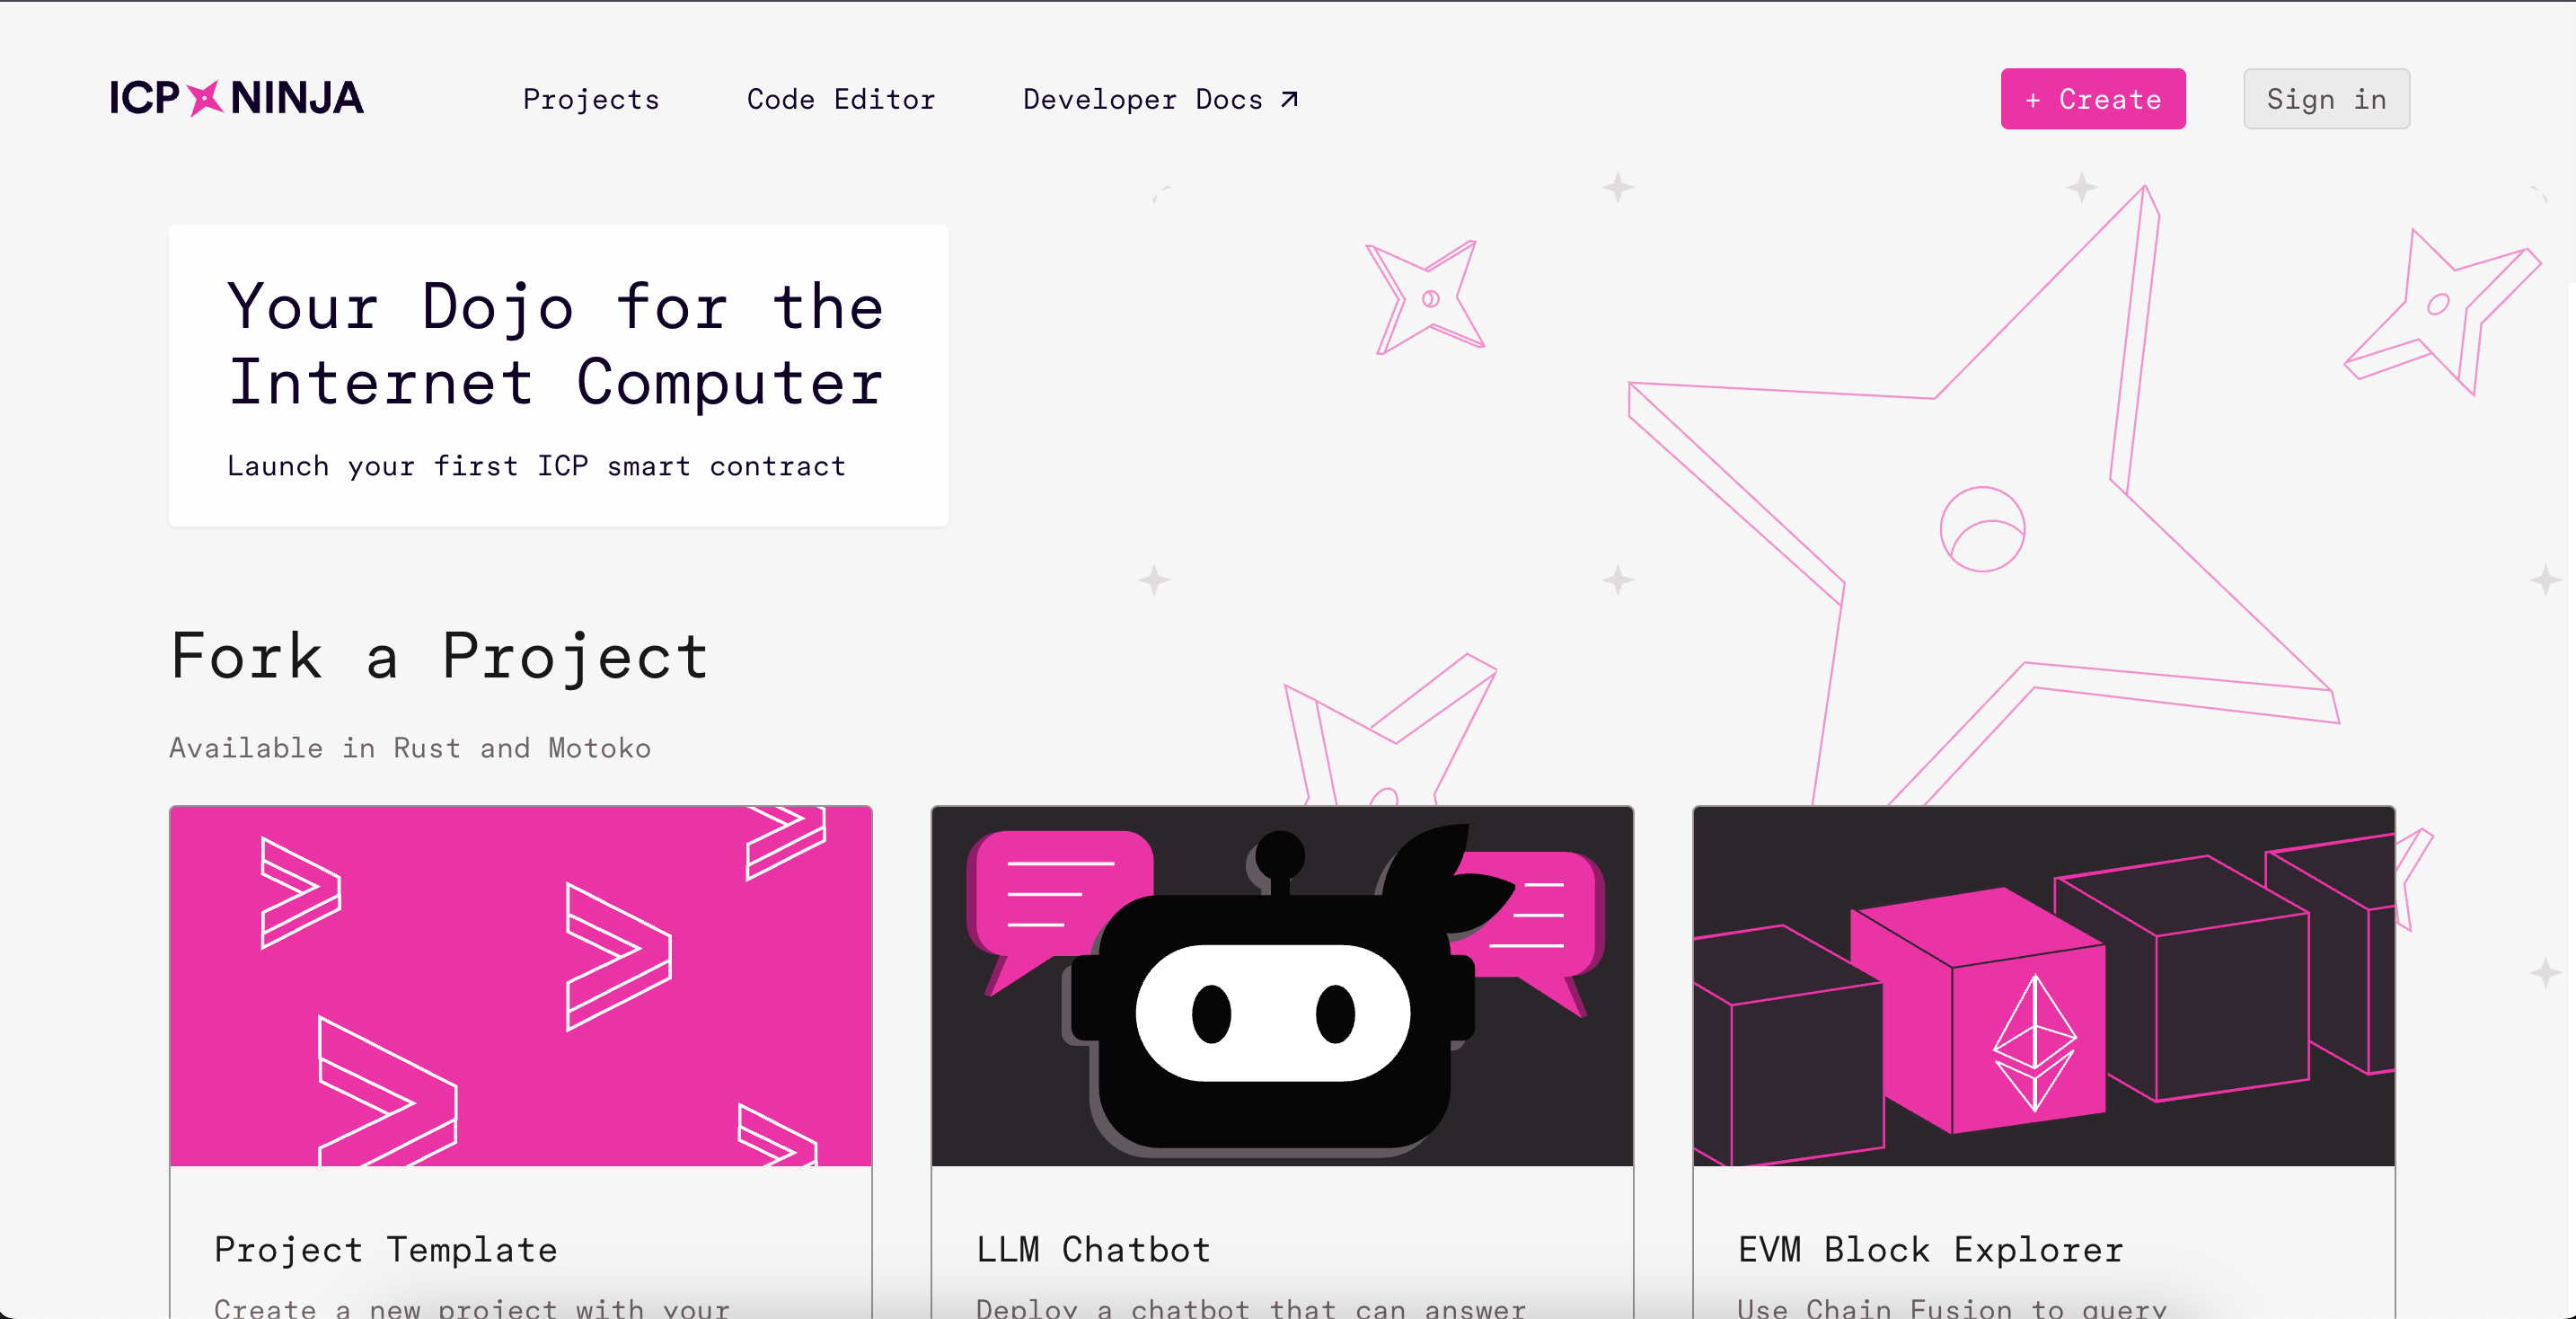 ICP NINJA
Projects
Code Editor
Developer Docs ↗
+ Create
Sign in
Your Dojo for the
Internet Computer
Launch your first ICP smart contract
Fork a Project
Available in Rust and Motoko
Project Template
Create a new project with your
LLM Chatbot
Deploy a chatbot that can answer
EVM Block Explorer
Use Chain Fusion to query